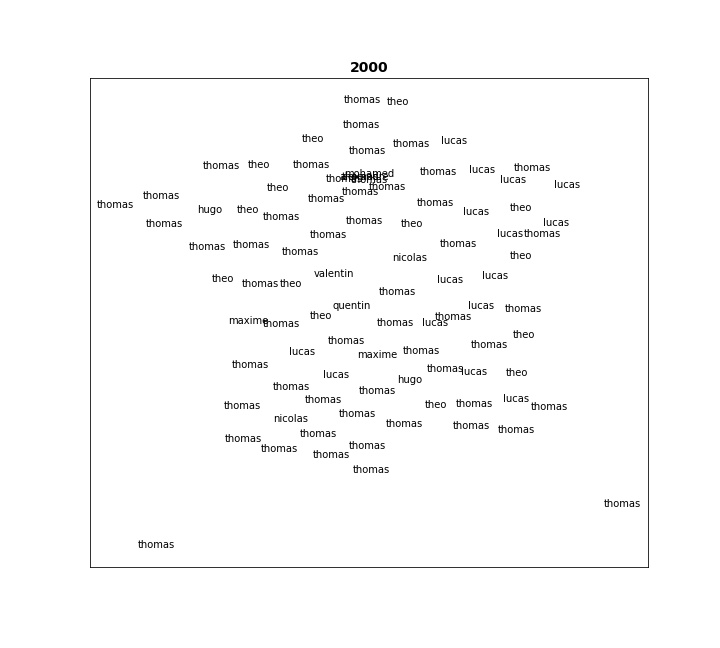 2000
thomas theo
thomas
theo thomas lucas
thomas
thomas theo thomas thomas lucas thomas
mohamed
thomas lucas lucas
theo thomas
thomas thomas
thomas thomas thomas
hugo theo thomas lucas theo
thomas thomas theo lucas
thomas lucas thomas
thomas thomas thomas thomas
nicolas theo
theo valentin lucas lucas
thomas theo thomas
quentin lucas thomas
maxime thomas theo thomas lucas thomas
thomas thomas theo
lucas maxime thomas
thomas thomas lucas theo
lucas hugo
thomas thomas
thomas theo thomas lucas thomas
nicolas thomas thomas thomas thomas
thomas thomas
thomas thomas thomas
thomas
thomas
thomas